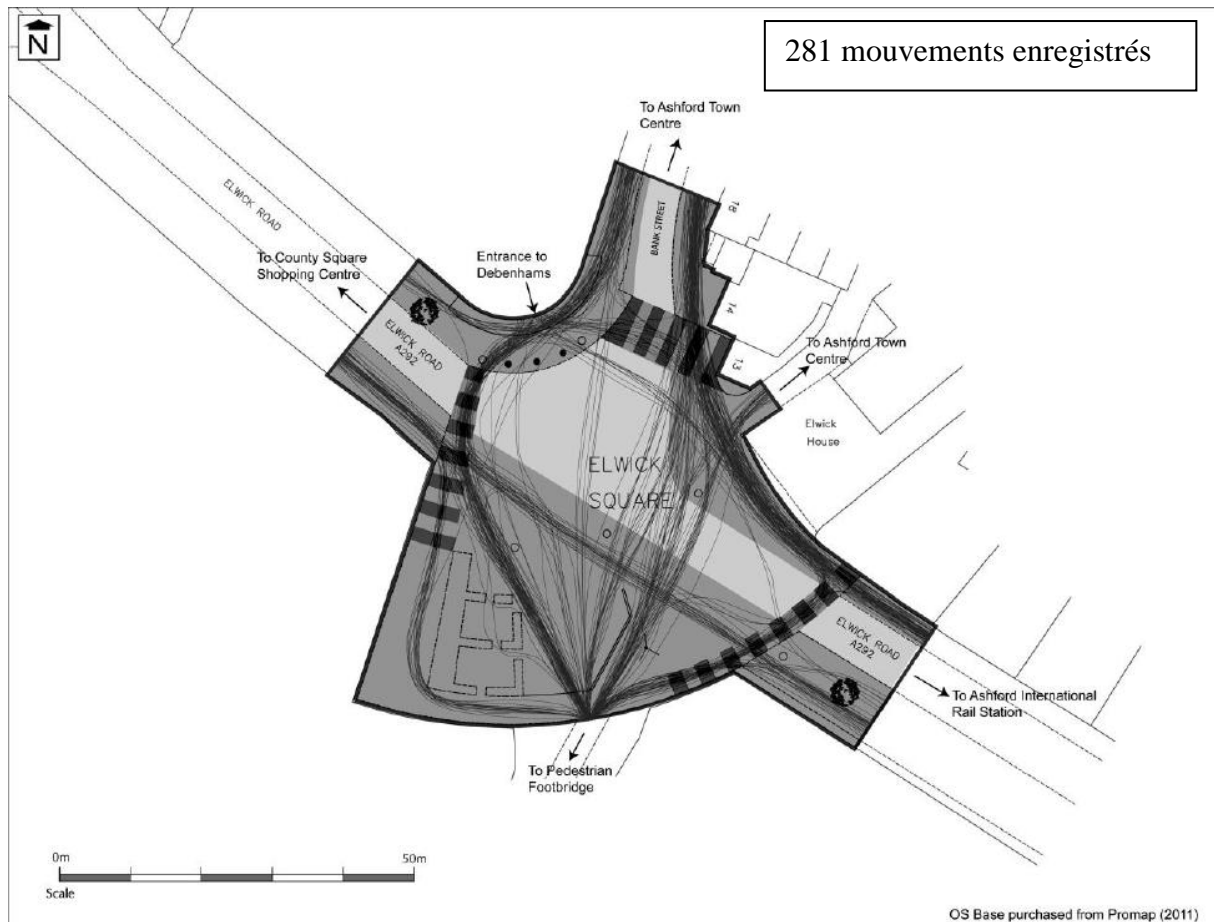 N
281 mouvements enregistrés
To Ashford Town
Centre
ELWICK ROAD
BANK STREET
18
To County Square
Shopping Centre
Entrance to
Debenhams
14
ELWICK ROAD
A292
To Ashford Town
Centre
13
Elwick
House
ELWICK
SQUARE
ELWICK ROAD
A292
To Ashford International
Rail Station
To Pedestrian
Footbridge
0m
50m
Scale
OS Base purchased from Promap (2011)